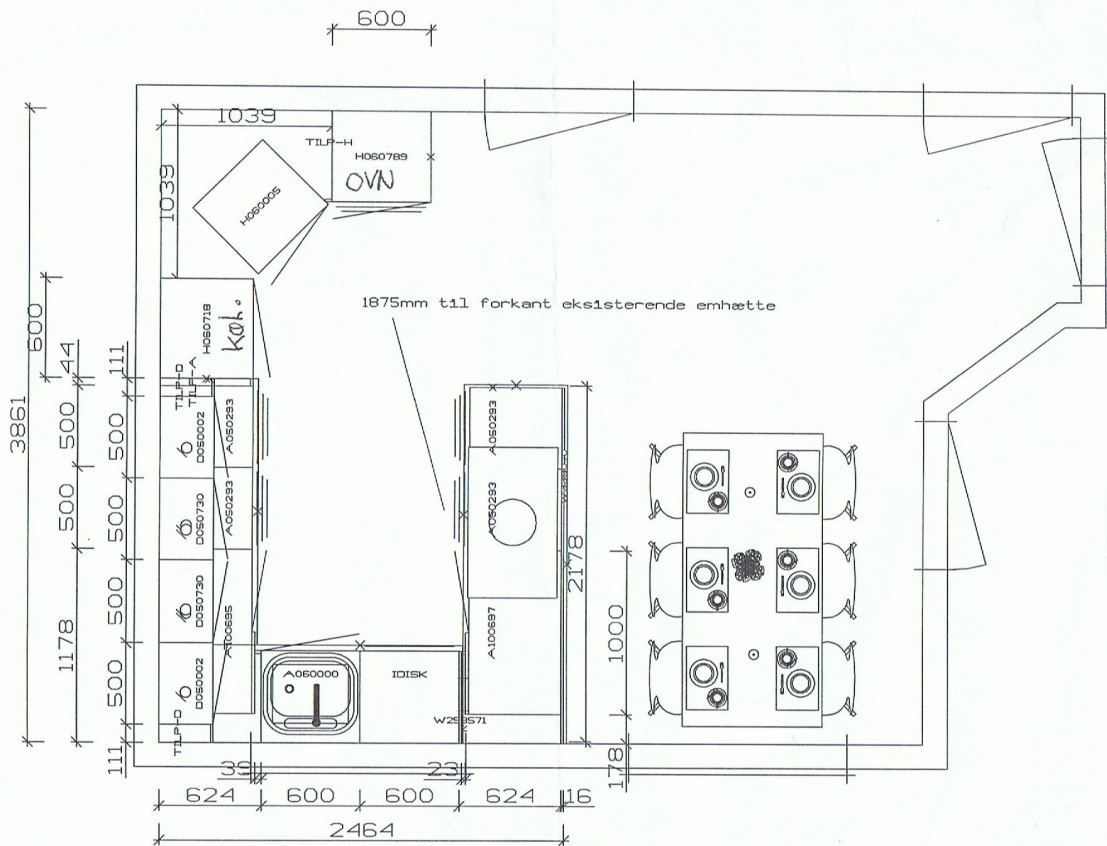 600
1039
TILP-H
H060789
OVN
1039
H060005
1875mm til forkant eksisterende emhætte
600
H060718
Køl.
44
111
TILP-D
TILP-A
3861
500
500
D050002
A050293
A050293
500
500
D050730
A050293
A050293
2178
500
D050730
1178
A100695
A100697
1000
500
D050002
A060000
IDISK
TILP-D
W259571
111
178
39
23
624
600
600
624
16
2464